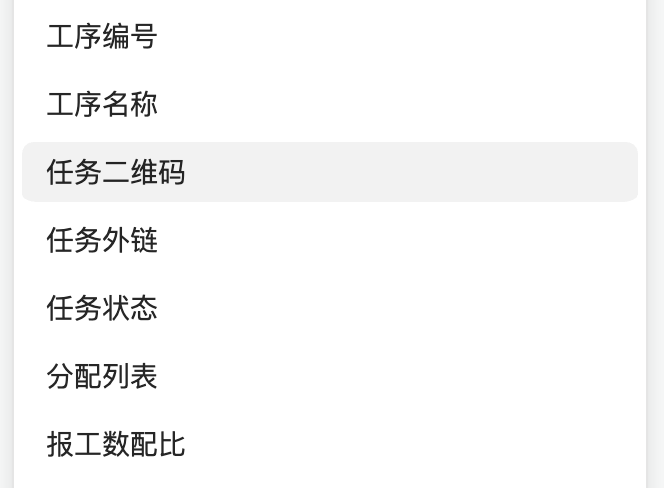 工序编号
工序名称
任务二维码
任务外链
任务状态
分配列表
报工数配比